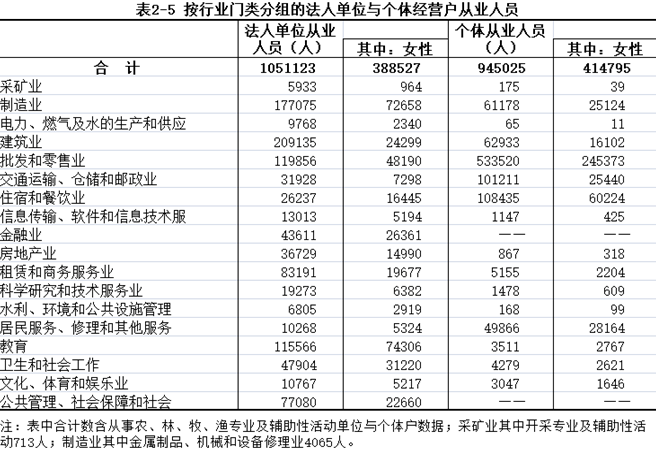 表2-5 按行业门类分组的法人单位与个体经营户从业人员
法人单位从业人员（人） 其中：女性 个体从业人员（人） 其中：女性
合 计 1051123 388527 945025 414795
采矿业 5933 964 175 39
制造业 177075 72658 61178 25124
电力、燃气及水的生产和供应 9768 2340 65 11
建筑业 209135 24299 62933 16102
批发和零售业 119856 48190 533520 245373
交通运输、仓储和邮政业 31928 7298 101211 25440
住宿和餐饮业 26237 16445 108435 60224
信息传输、软件和信息技术服 13013 5194 1147 425
金融业 43611 26361 —— ——
房地产业 36729 14990 867 318
租赁和商务服务业 83191 19677 5155 2204
科学研究和技术服务业 19273 6382 1478 609
水利、环境和公共设施管理 6805 2919 168 99
居民服务、修理和其他服务 10268 5324 49866 28164
教育 115566 74306 3511 2767
卫生和社会工作 47904 31220 4279 2621
文化、体育和娱乐业 10767 5217 3047 1646
公共管理、社会保障和社会 77080 22660 —— ——
注：表中合计数含从事农、林、牧、渔专业及辅助性活动单位与个体户数据；采矿业其中开采专业及辅助性活
动713人；制造业其中金属制品、机械和设备修理业4065人。